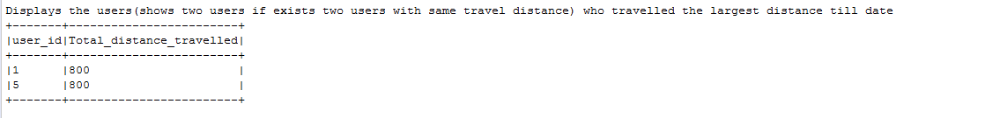 Displays the users(shows two users if exists two users with same travel distance) who travelled the largest distance till date
+-------+------------------------+
|user_id|Total_distance_travelled|
+-------+------------------------+
|1      |800                     |
|5      |800                     |
+-------+------------------------+